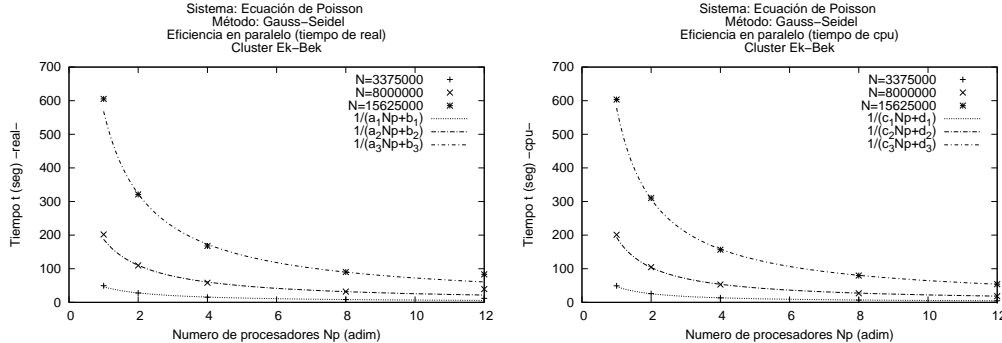 Sistema: Ecuación de Poisson
Método: Gauss−Seidel
Eficiencia en paralelo (tiempo de real)
Cluster Ek−Bek
700
600
500
400
300
200
100
0
0
2
4
6
8
10
12
Tiempo t (seg) −real−
Numero de procesadores Np (adim)
N=3375000
N=8000000
N=15625000
1/(a1Np+b1)
1/(a2Np+b2)
1/(a3Np+b3)
Sistema: Ecuación de Poisson
Método: Gauss−Seidel
Eficiencia en paralelo (tiempo de cpu)
Cluster Ek−Bek
700
600
500
400
300
200
100
0
0
2
4
6
8
10
12
Tiempo t (seg) −cpu−
Numero de procesadores Np (adim)
N=3375000
N=8000000
N=15625000
1/(c1Np+d1)
1/(c2Np+d2)
1/(c3Np+d3)